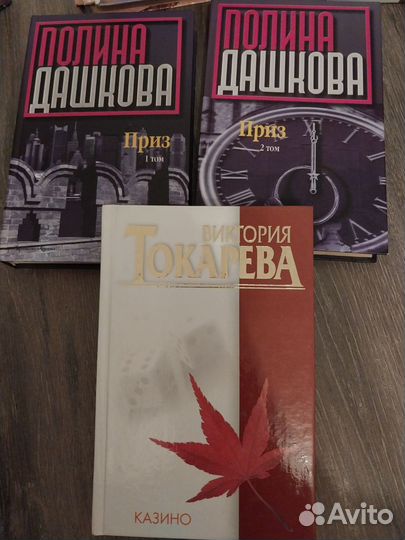 ПОЛИНА
ДАШКОВА
Приз
1 том
ПОЛИНА
ДАШКОВА
Приз
2 том
ВИКТОРИЯ
ТОКАРЕВА
КАЗИНО
Avito